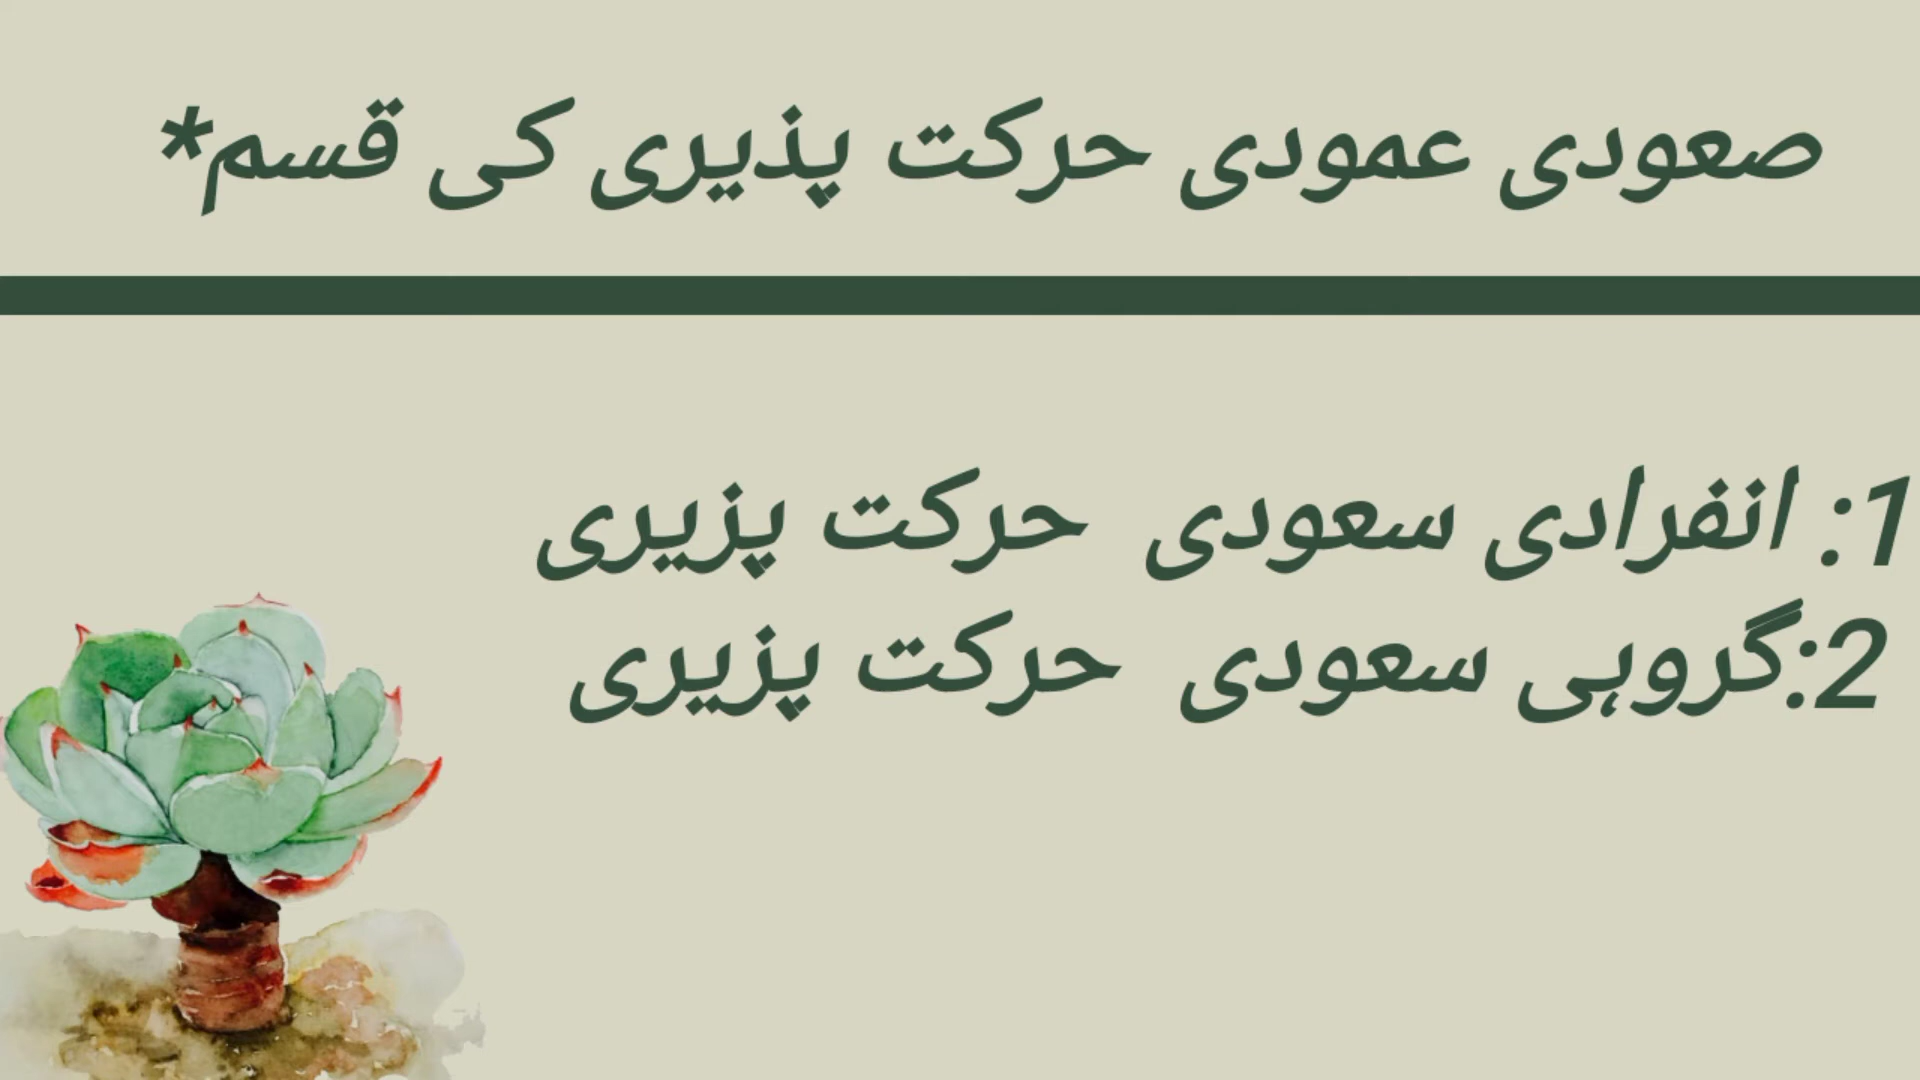 صعودی عمودی حرکت پذیری کی قسم*
1: انفرادی سعودی حرکت پزیری
2:گروہی سعودی حرکت پزیری